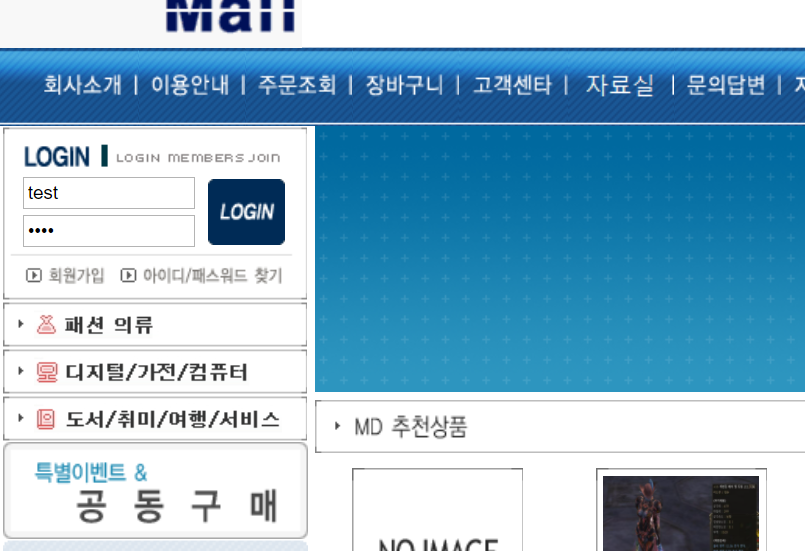 Mall
회사소개 | 이용안내 | 주문조회 | 장바구니 | 고객센타 | 자료실 | 문의답변 |
LOGIN LOGIN MEMBERS JOIN
test
••••
LOGIN
회원가입 아이디/패스워드 찾기
패션 의류
디지털/가전/컴퓨터
도서/취미/여행/서비스
특별이벤트 &
공동구매
MD 추천상품
NO IMAGE